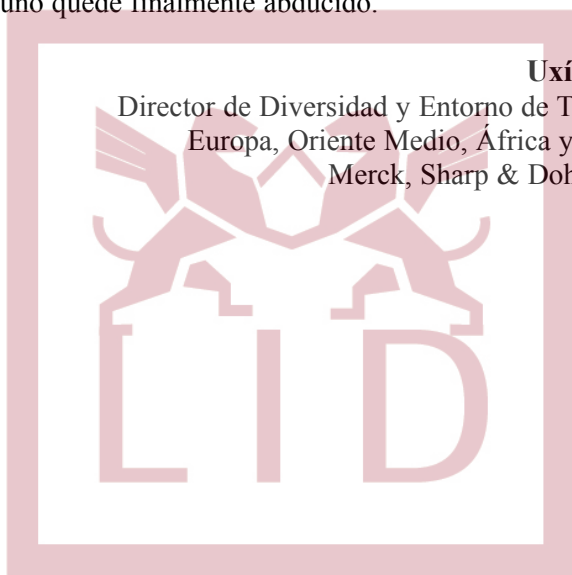 uno quede finalmente abducido.
Uxí
Director de Diversidad y Entorno de T
Europa, Oriente Medio, África y
Merck, Sharp & Doh
LID